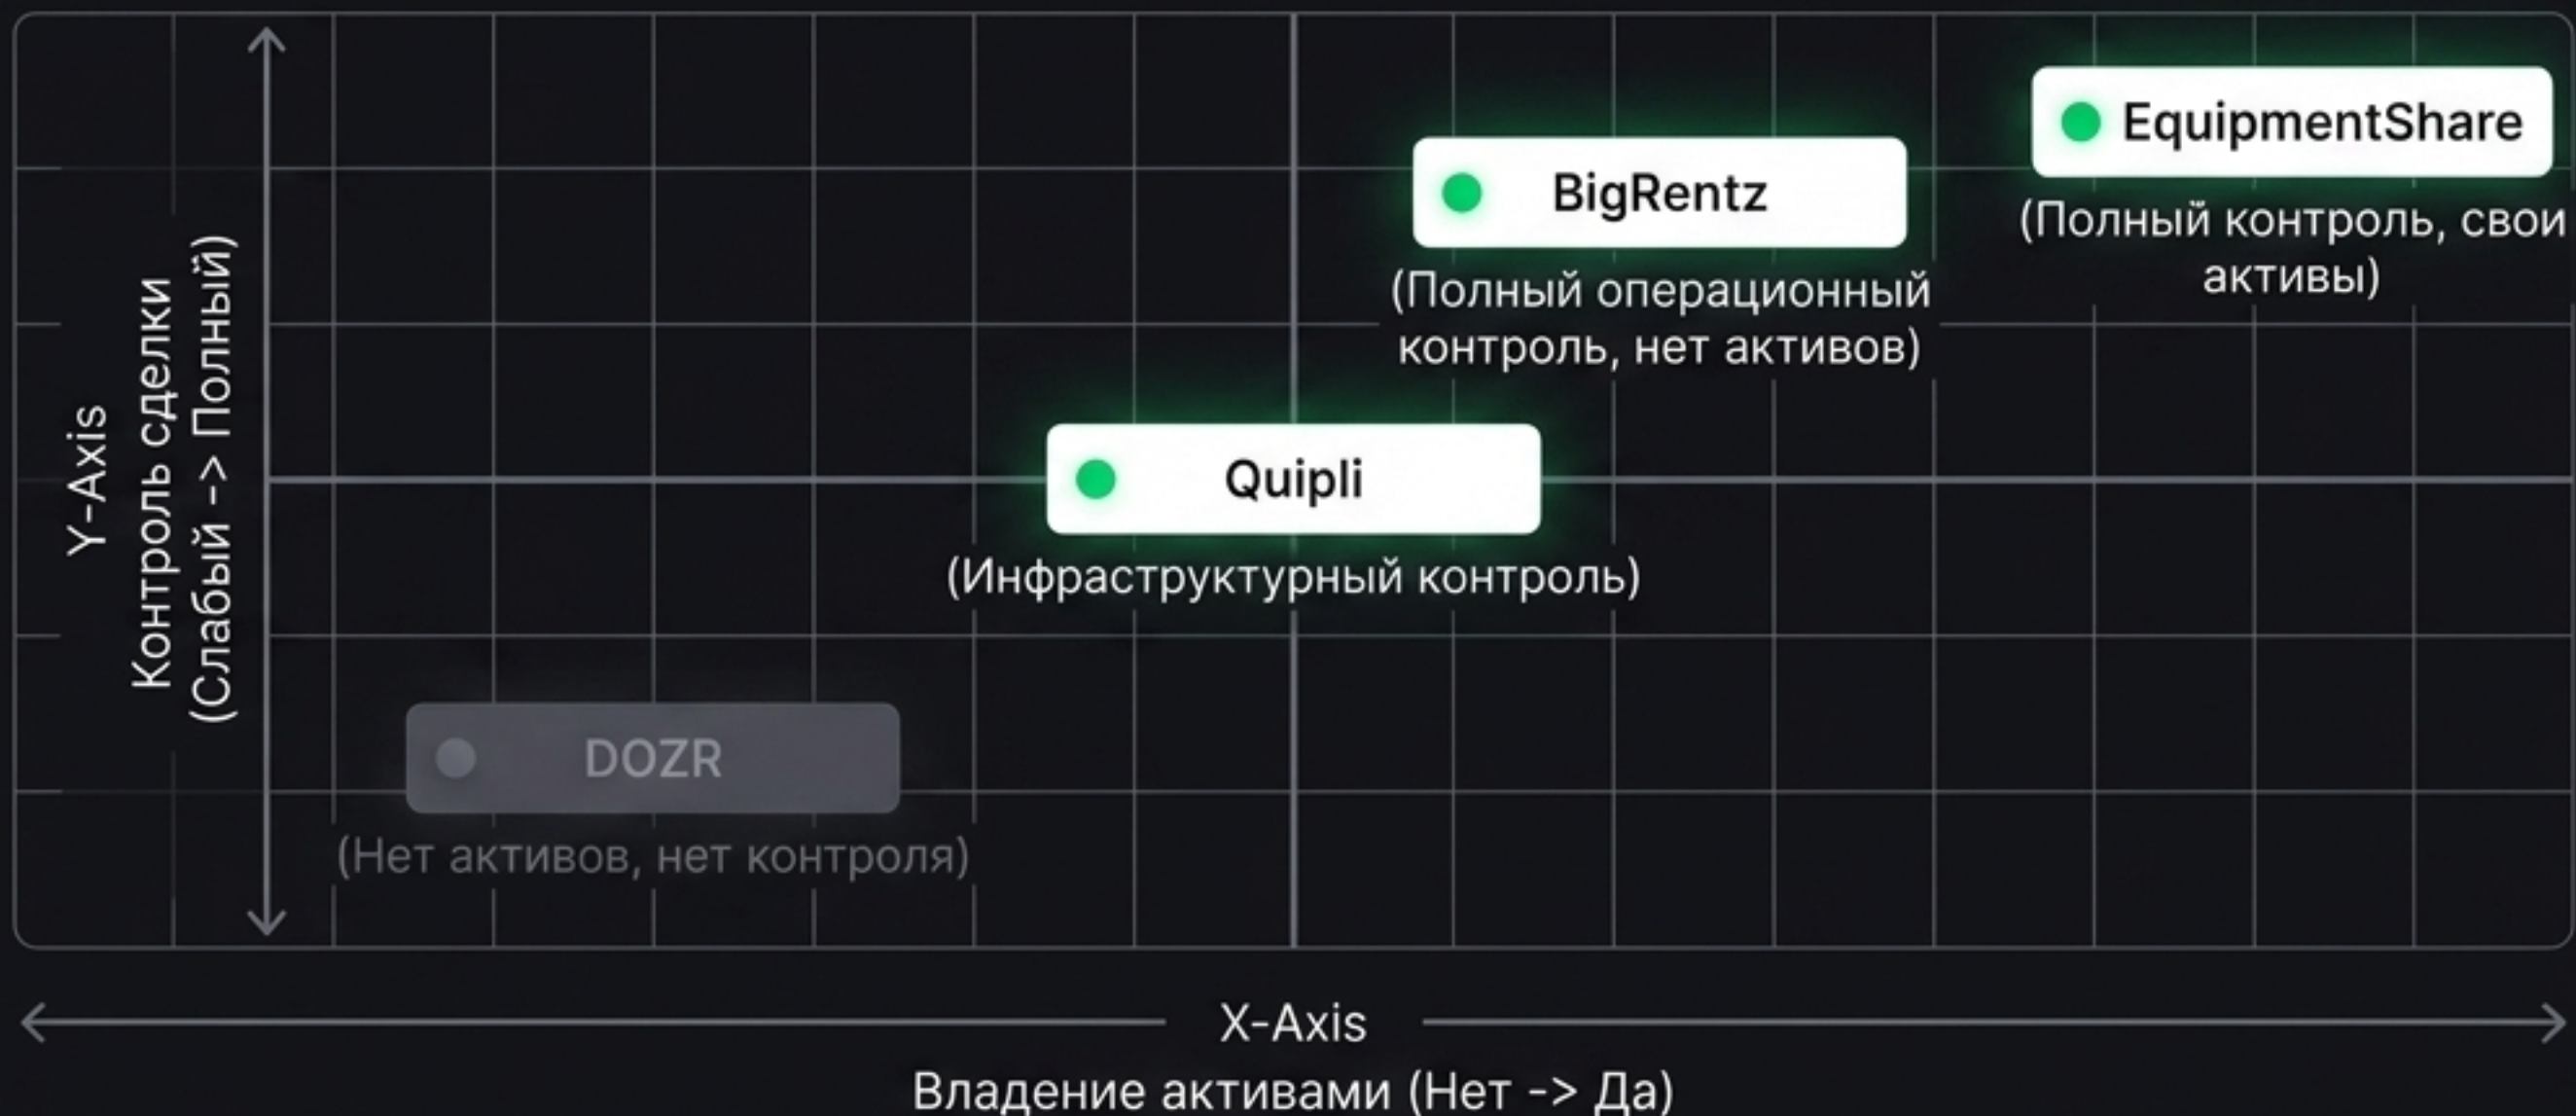 EquipmentShare
(Полный контроль, свои
активы)
BigRentz
(Полный операционный
контроль, нет активов)
Quipli
(Инфраструктурный контроль)
DOZR
(Нет активов, нет контроля)
Y-Axis
Контроль сделки
(Слабый -> Полный)
X-Axis
Владение активами (Нет -> Да)